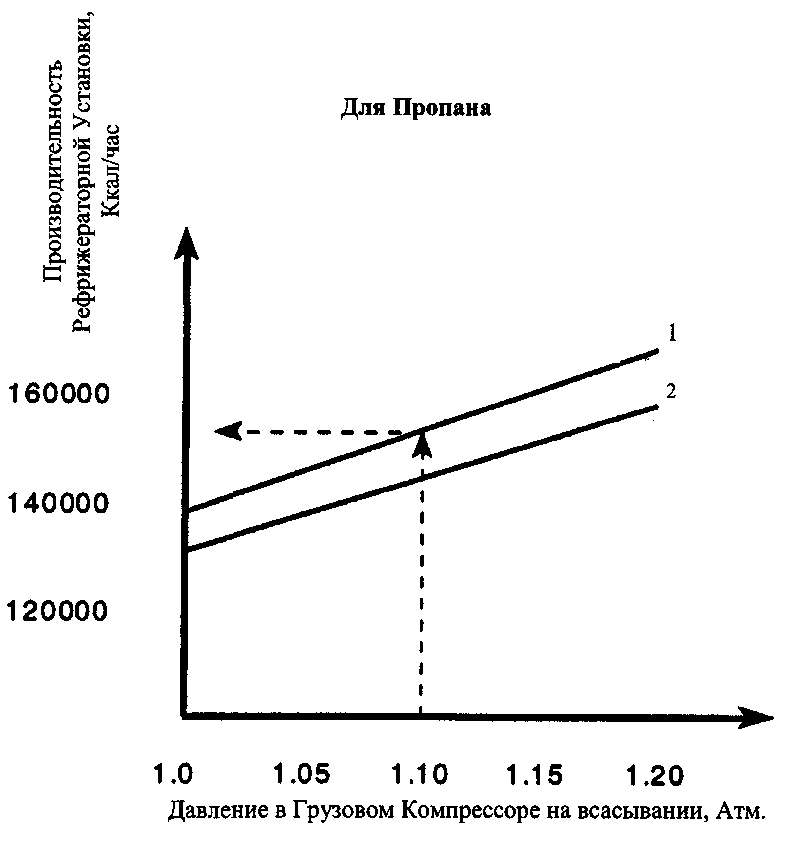 Производительность
Рефрижераторной Установки,
Ккал/час
Для Пропана
1
2
160000
140000
120000
1.0 1.05 1.10 1.15 1.20
Давление в Грузовом Компрессоре на всасывании, Атм.